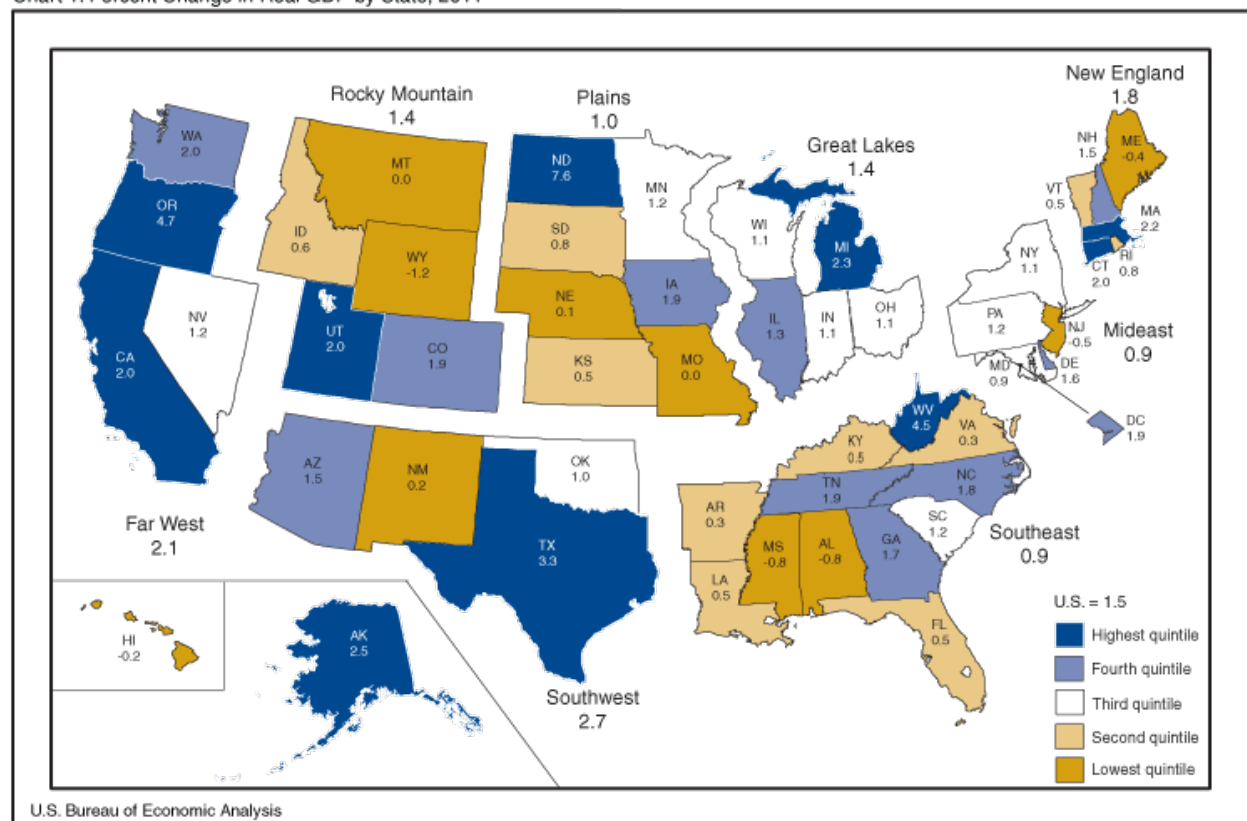 Chart 1. Percent Change in Real GDP by State, 2011
New England
1.8
Rocky Mountain
1.4
Plains
1.0
Great Lakes
1.4
WA
2.0
OR
4.7
MT
0.0
ID
0.6
WY
-1.2
ND
7.6
SD
0.8
NE
0.1
KS
0.5
MN
1.2
IA
1.9
MO
0.0
WI
1.1
MI
2.3
IL
1.3
IN
1.1
OH
1.1
NH
1.5
ME
-0.4
VT
0.5
MA
2.2
RI
0.8
CT
2.0
NY
1.1
PA
1.2
NJ
-0.5
Mideast
0.9
MD
0.9
DE
1.6
DC
1.9
NV
1.2
CA
2.0
UT
2.0
CO
1.9
AZ
1.5
NM
0.2
OK
1.0
TX
3.3
Far West
2.1
Southwest
2.7
WV
4.5
VA
0.3
KY
0.5
TN
1.9
NC
1.8
SC
1.2
AR
0.3
MS
-0.8
AL
-0.8
GA
1.7
LA
0.5
FL
0.5
Southeast
0.9
HI
-0.2
AK
2.5
U.S. = 1.5
Highest quintile
Fourth quintile
Third quintile
Second quintile
Lowest quintile
U.S. Bureau of Economic Analysis